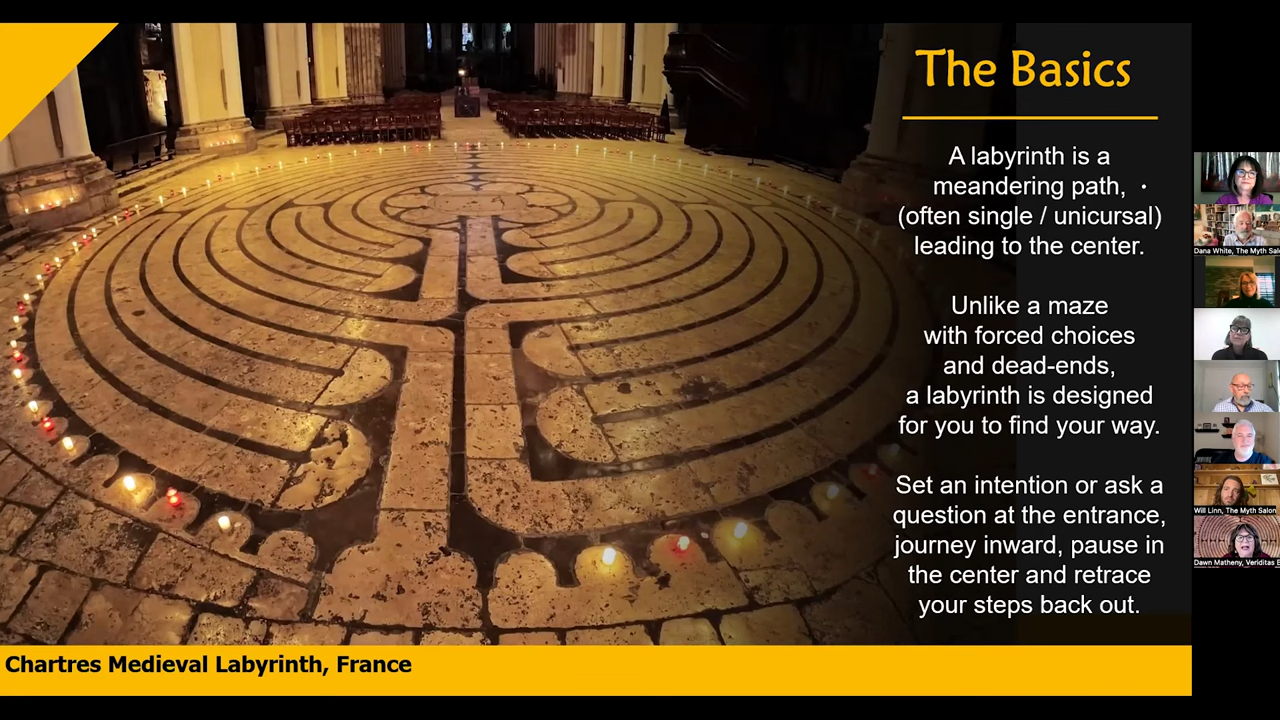 The Basics
A labyrinth is a
meandering path,
(often single / unicursal)
leading to the center.
Unlike a maze
with forced choices
and dead-ends,
a labyrinth is designed
for you to find your way.
Set an intention or ask a
question at the entrance,
journey inward, pause in
the center and retrace
your steps back out.
Chartres Medieval Labyrinth, France
Dana White, The Myth Sal
Will Linn, The Myth Salon
Dawn Matheny, Veriditas E